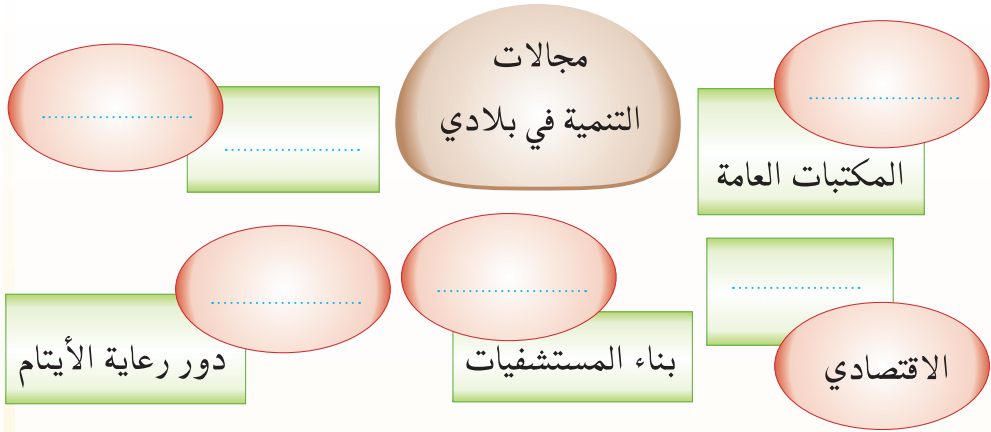 مجالات
التنمية في بلادي
....................
المكتبات العامة
....................
....................
....................
الاقتصادي
....................
بناء المستشفيات
....................
دور رعاية الأيتام